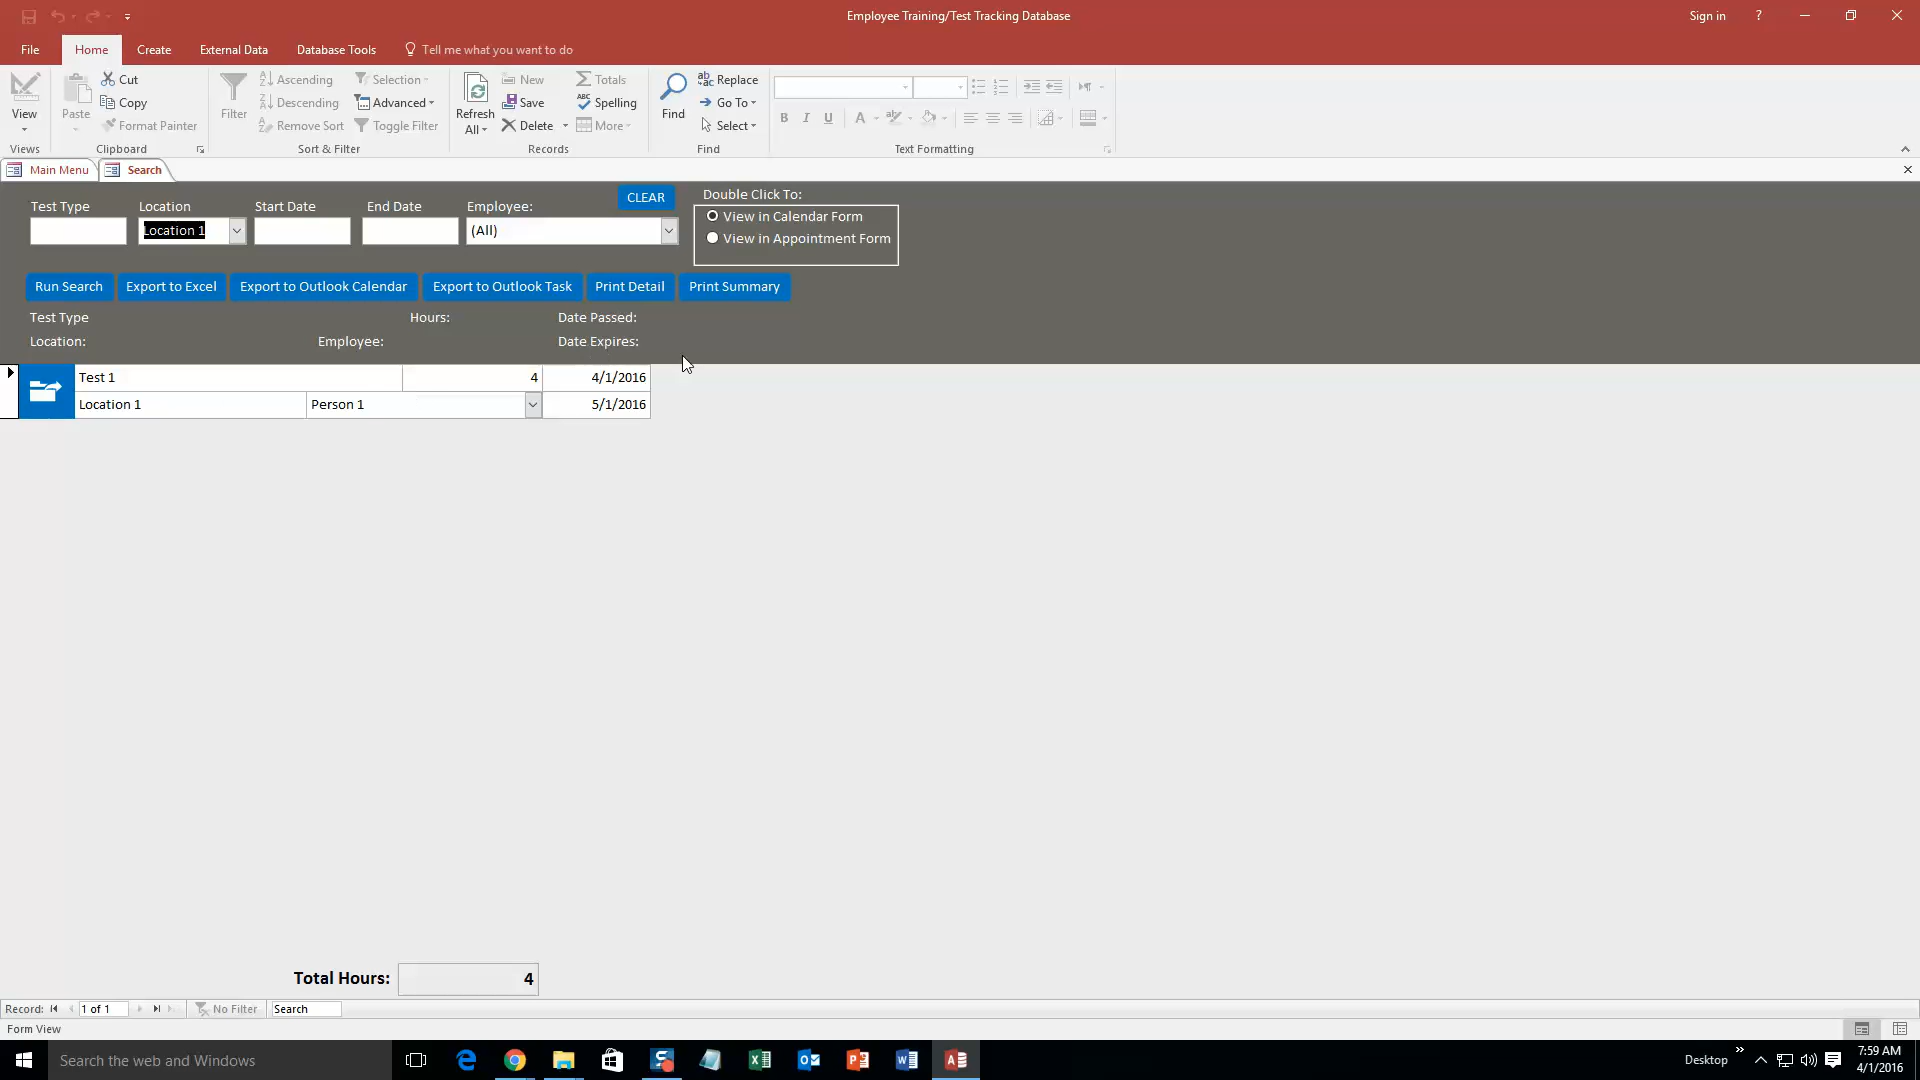 Employee Training/Test Tracking Database
Sign in
?
File
Home
Create
External Data
Database Tools
Tell me what you want to do
View
Views
Paste
Cut
Copy
Format Painter
Clipboard
Filter
Ascending
Descending
Remove Sort
Selection
Advanced
Toggle Filter
Sort & Filter
Refresh
All
New
Save
Delete
Totals
Spelling
More
Records
Find
Replace
Go To
Select
Find
B I U A
Text Formatting
Main Menu
Search
Test Type
Location
Start Date
End Date
Employee:
CLEAR
Location 1
(All)
Double Click To:
View in Calendar Form
View in Appointment Form
Run Search
Export to Excel
Export to Outlook Calendar
Export to Outlook Task
Print Detail
Print Summary
Test Type
Hours:
Date Passed:
Location:
Employee:
Date Expires:
Test 1
4
4/1/2016
Location 1
Person 1
5/1/2016
Total Hours:
4
Record:
1 of 1
No Filter
Search
Form View
Search the web and Windows
Desktop
7:59 AM
4/1/2016